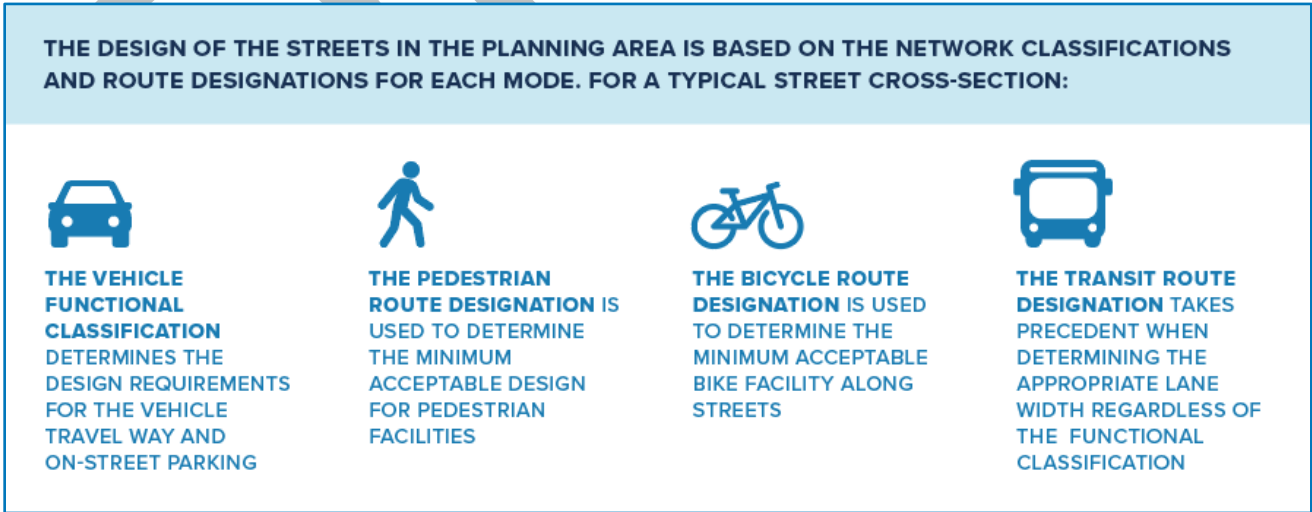 THE DESIGN OF THE STREETS IN THE PLANNING AREA IS BASED ON THE NETWORK CLASSIFICATIONS
AND ROUTE DESIGNATIONS FOR EACH MODE. FOR A TYPICAL STREET CROSS-SECTION:
THE VEHICLE
FUNCTIONAL
CLASSIFICATION
DETERMINES THE
DESIGN REQUIREMENTS
FOR THE VEHICLE
TRAVEL WAY AND
ON-STREET PARKING
THE PEDESTRIAN
ROUTE DESIGNATION IS
USED TO DETERMINE
THE MINIMUM
ACCEPTABLE DESIGN
FOR PEDESTRIAN
FACILITIES
THE BICYCLE ROUTE
DESIGNATION IS USED
TO DETERMINE THE
MINIMUM ACCEPTABLE
BIKE FACILITY ALONG
STREETS
THE TRANSIT ROUTE
DESIGNATION TAKES
PRECEDENT WHEN
DETERMINING THE
APPROPRIATE LANE
WIDTH REGARDLESS OF
THE FUNCTIONAL
CLASSIFICATION